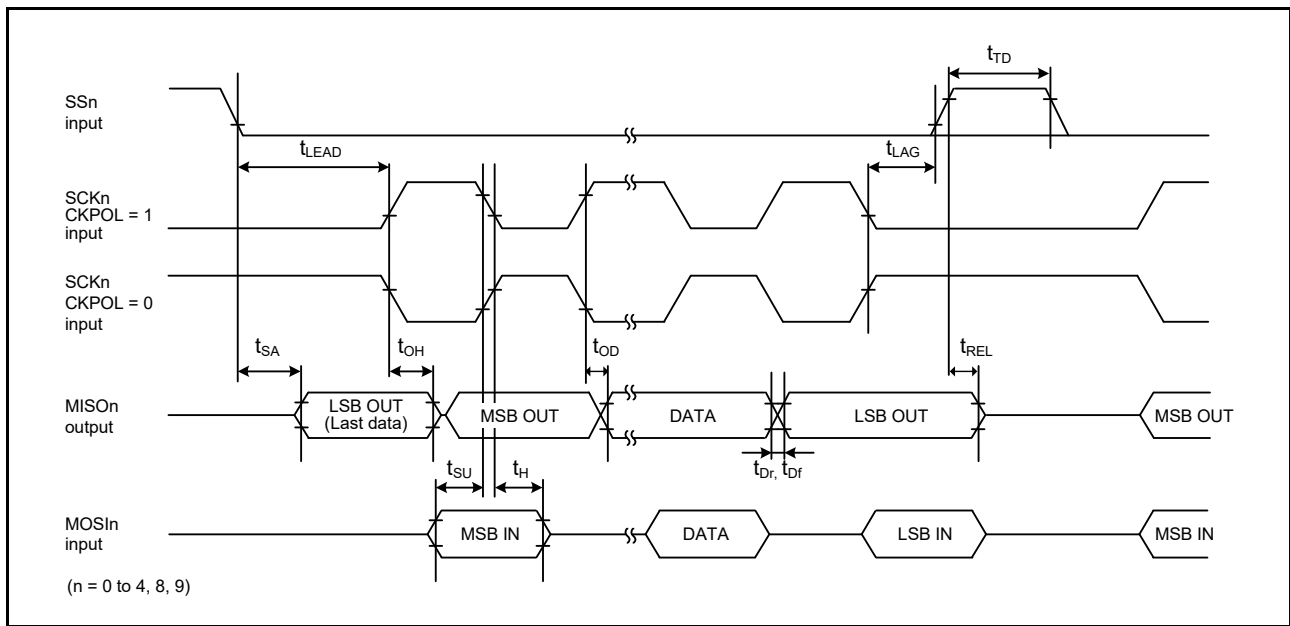 tTD
SSn
input
tLEAD
tLAG
SCKn
CKPOL = 1
input
SCKn
CKPOL = 0
input
tSA
tOH
tOD
tREL
MISOn
output
LSB OUT
(Last data)
MSB OUT
DATA
LSB OUT
MSB OUT
tSU
tH
tDr, tDf
MOSIn
input
MSB IN
DATA
LSB IN
MSB IN
(n = 0 to 4, 8, 9)